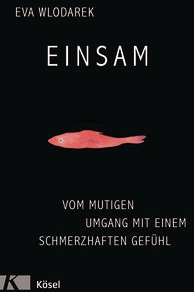 EVA WLODAREK
EINSAM
VOM MUTIGEN
UMGANG MIT EINEM
SCHMERZHAFTEN GEFÜHL
K Kösel